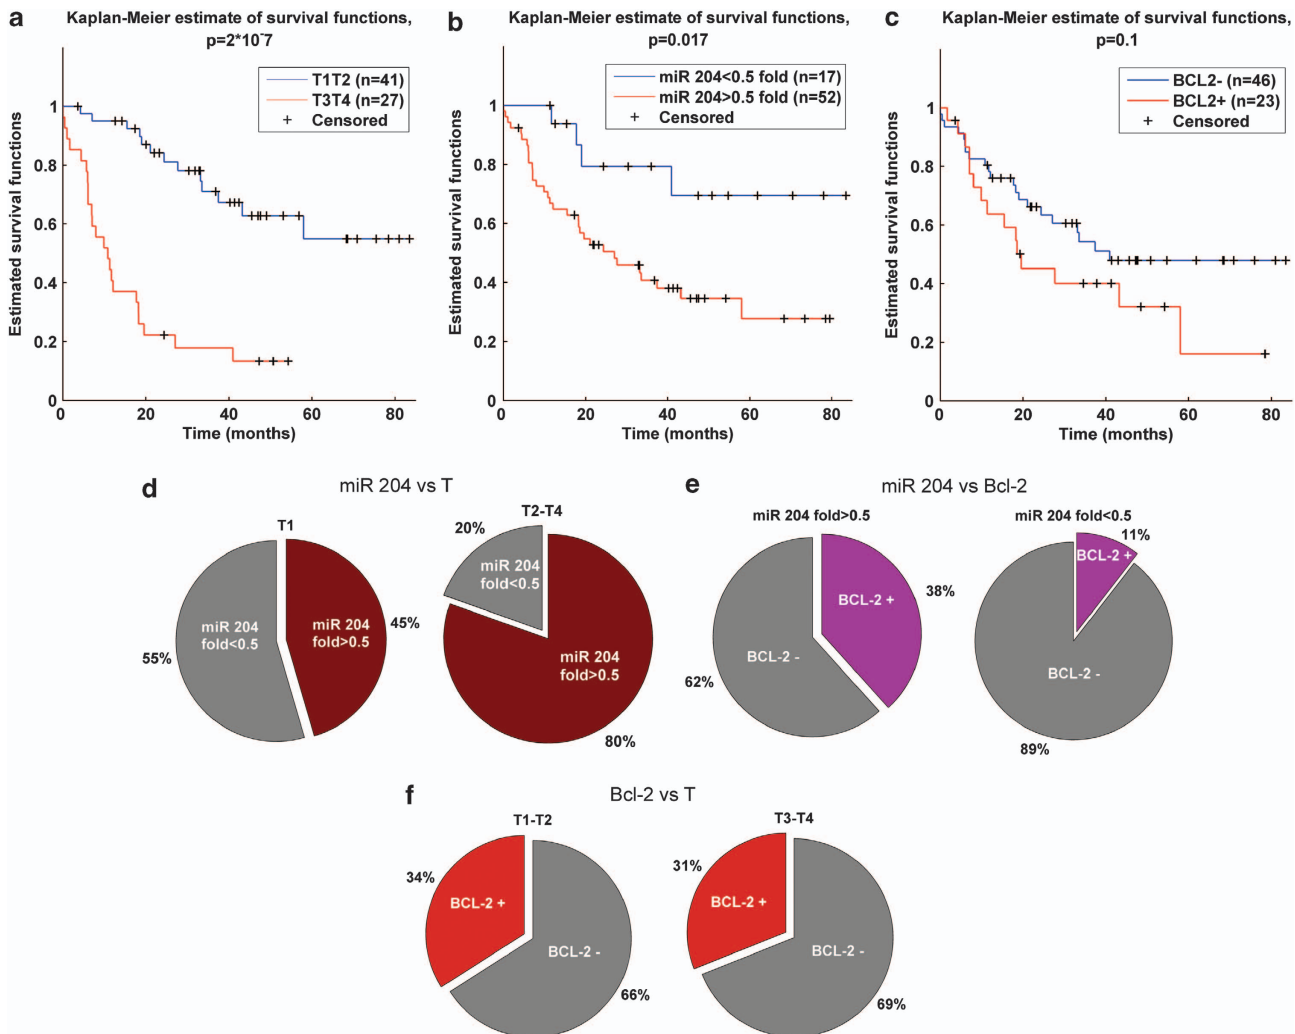 a
Kaplan-Meier estimate of survival functions,
p=2*10⁻7
T1T2 (n=41)
T3T4 (n=27)
+ Censored
Estimated survival functions
1
0.8
0.6
0.4
0.2
0
0 20 40 60 80
Time (months)
b
Kaplan-Meier estimate of survival functions,
p=0.017
miR 204<0.5 fold (n=17)
miR 204>0.5 fold (n=52)
+ Censored
Estimated survival functions
1
0.8
0.6
0.4
0.2
0
0 20 40 60 80
Time (months)
c
Kaplan-Meier estimate of survival functions,
p=0.1
BCL2- (n=46)
BCL2+ (n=23)
+ Censored
Estimated survival functions
1
0.8
0.6
0.4
0.2
0
0 20 40 60 80
Time (months)
d
miR 204 vs T
T1
miR 204
fold<0.5
55%
miR 204
fold>0.5
45%
T2-T4
20%
miR 204
fold<0.5
miR 204
fold>0.5
80%
e
miR 204 vs Bcl-2
miR 204 fold>0.5
BCL-2 +
38%
BCL-2 -
62%
miR 204 fold<0.5
11%
BCL-2 +
BCL-2 -
89%
f
Bcl-2 vs T
T1-T2
34%
BCL-2 +
BCL-2 -
66%
T3-T4
31%
BCL-2 +
BCL-2 -
69%